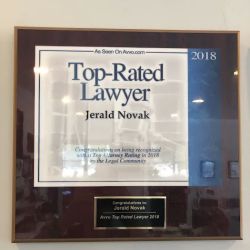 As Seen On Avvo.com
2018
Top-Rated
Lawyer
Jerald Novak
Congratulations on being recognized
with a Top Attorney Rating in 2018
by the Legal Community
Congratulations to:
Jerald Novak
Avvo Top Rated Lawyer 2018